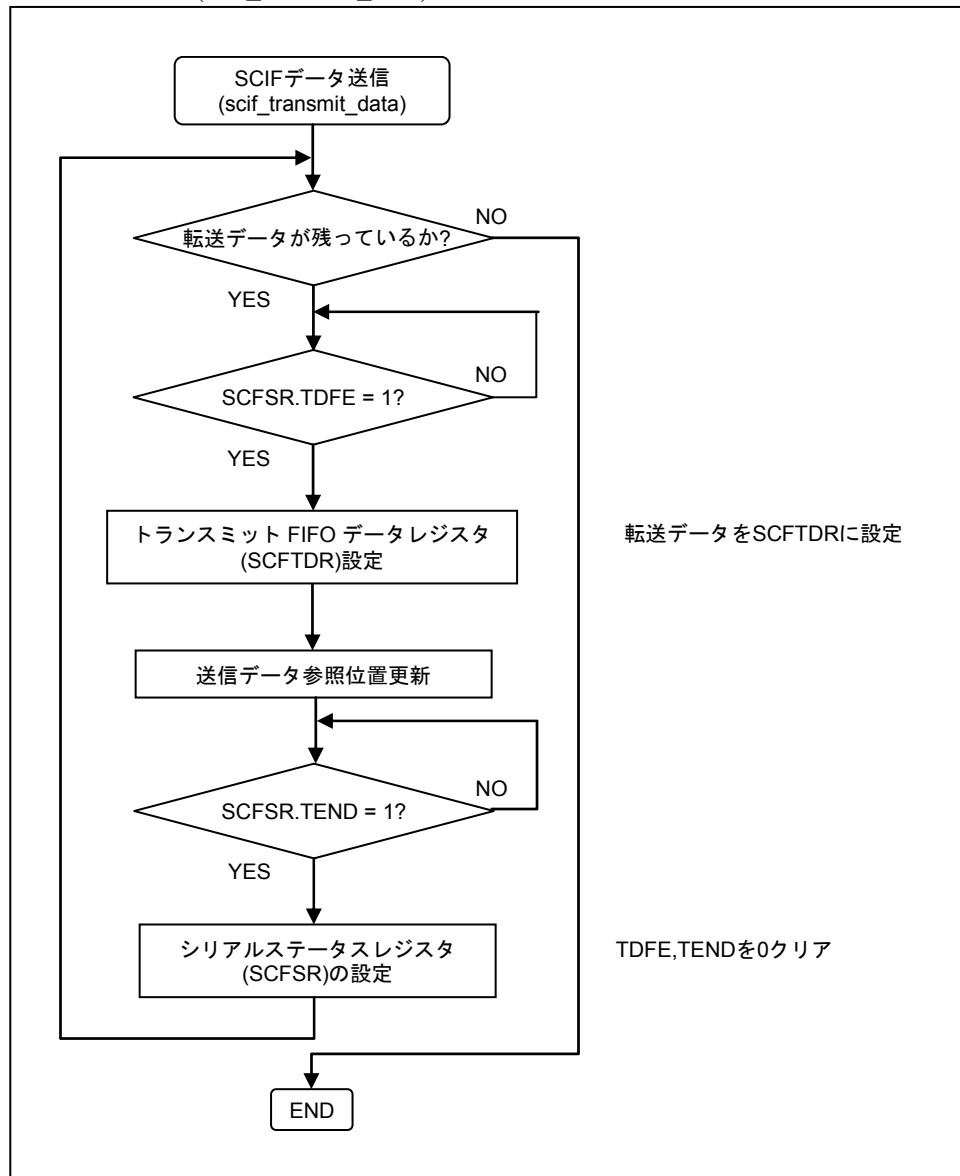 SCIFデータ送信
(scif_transmit_data)
転送データが残っているか?
NO
YES
SCFSR.TDFE = 1?
NO
YES
トランスミット FIFO データレジスタ
(SCFTDR)設定
転送データをSCFTDRに設定
送信データ参照位置更新
SCFSR.TEND = 1?
NO
YES
シリアルステータスレジスタ
(SCFSR)の設定
TDFE,TENDを0クリア
END